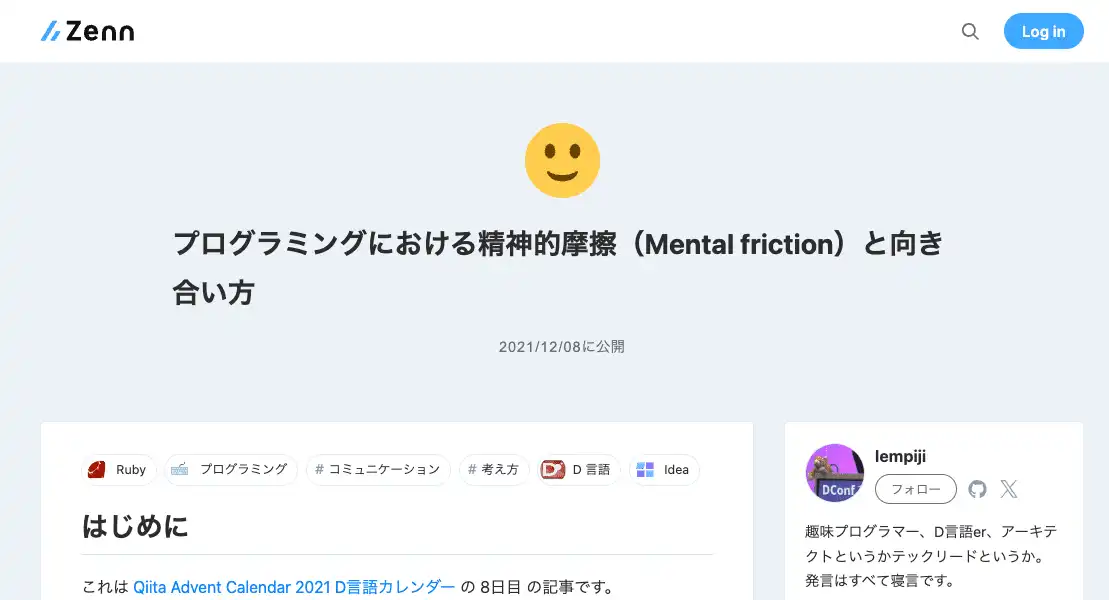 Zenn
Log in
プログラミングにおける精神的摩擦（Mental friction）と向き
合い方
2021/12/08に公開
Ruby
プログラミング
# コミュニケーション
# 考え方
D 言語
Idea
はじめに
これは Qiita Advent Calendar 2021 D言語カレンダー の 8日目 の記事です。
DConf
lempiji
フォロー
趣味プログラマー、D言語er、アーキテ
クトというかテックリードというか。
発言はすべて寝言です。